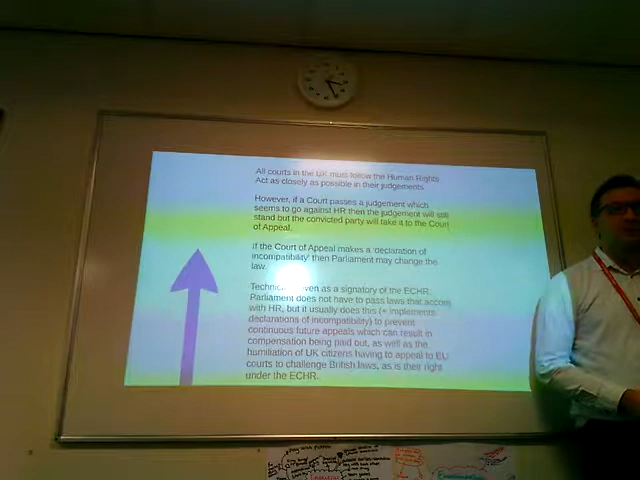 All courts in the UK must follow the Human Rights
Act as closely as possible in their judgements
However, if a Court passes a judgement which
seems to go against HR then the judgement will still
stand but the convicted party will take it to the Court
of Appeal.
If the Court of Appeal makes a 'declaration of
incompatibility' then Parliament may change the
law.
even as a signatory of the ECHR,
Parliament does not have to pass laws that accord
with HR, but it usually does this (+ implements
declarations of incompatibility) to prevent
continuous future appeals which can result in
compensation being paid out, as well as the
humiliation of UK citizens having to appeal to EU
courts to challenge British laws, as is their right
under the ECHR.